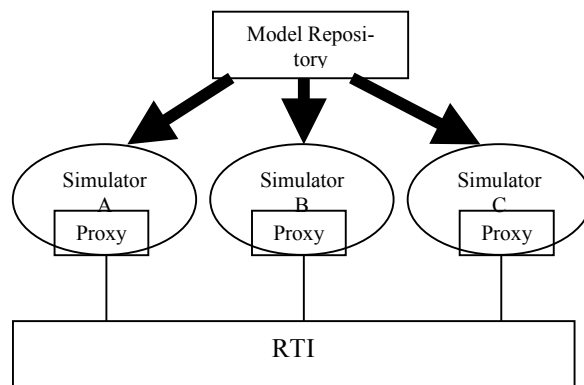 Model Reposi-
tory
Simulator
A
Simulator
B
Simulator
C
Proxy
Proxy
Proxy
RTI